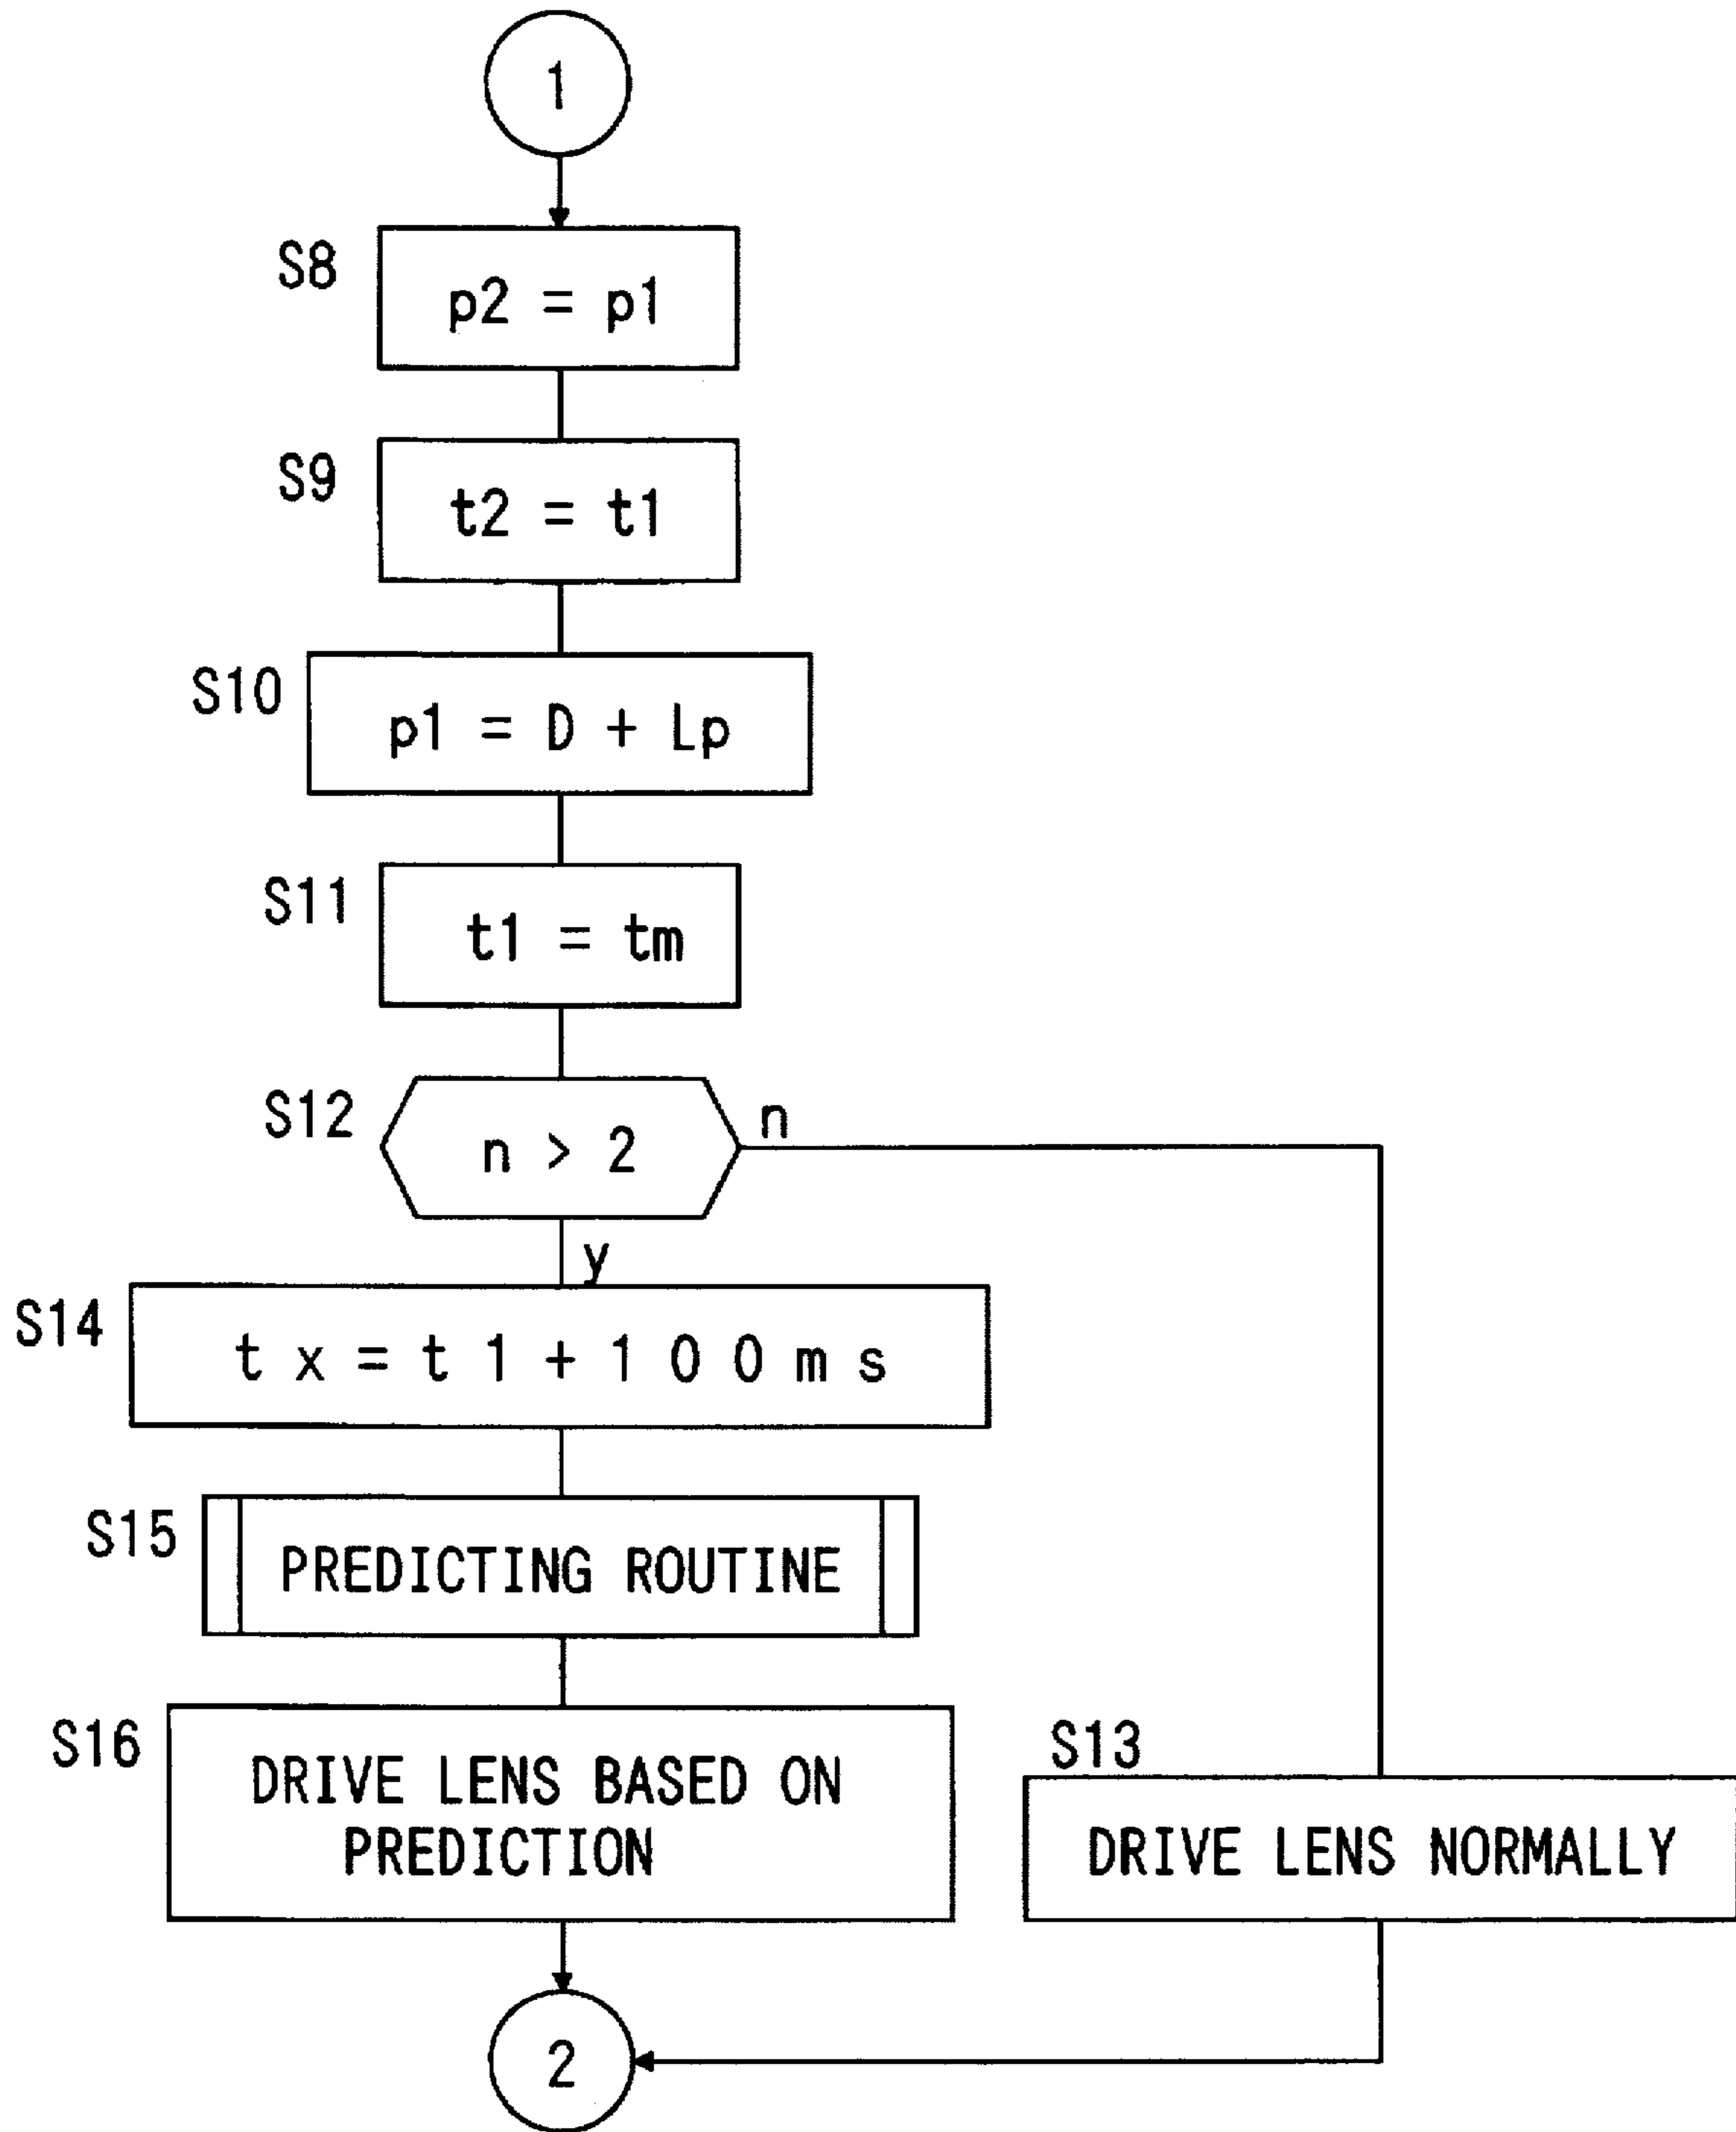 1
S8
p2 = p1
S9
t2 = t1
S10
p1 = D + Lp
S11
t1 = tm
S12
n > 2
n
y
S14
t x = t 1 + 1 0 0 m s
S15
PREDICTING ROUTINE
S16
DRIVE LENS BASED ON
PREDICTION
S13
DRIVE LENS NORMALLY
2